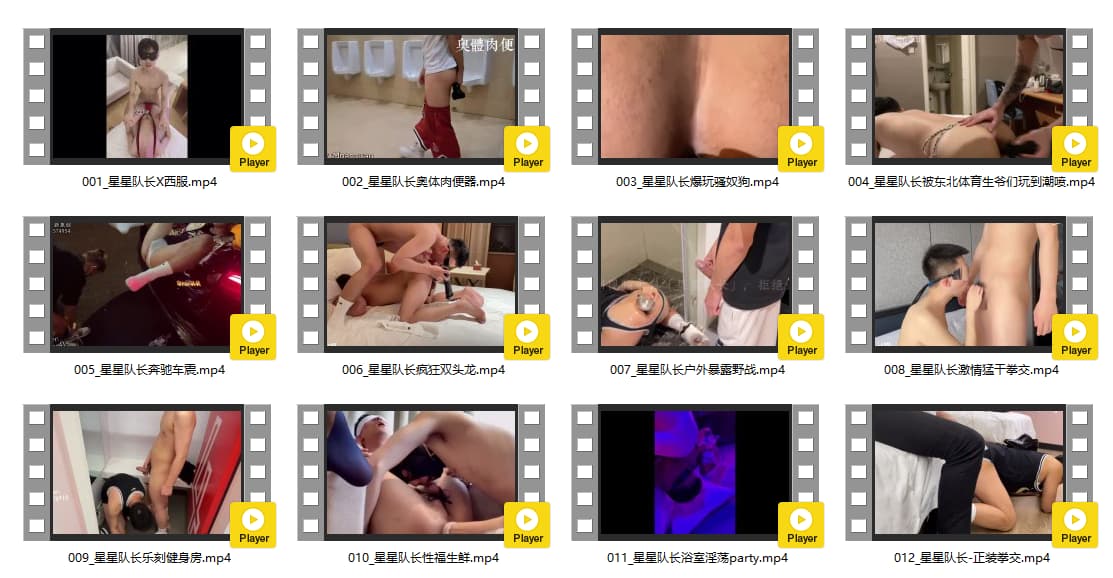 奥體肉便
Player
Player
Player
Player
001_星星队长X西服.mp4
002_星星队长奥体肉便器.mp4
003_星星队长爆玩骚奴狗.mp4
004_星星队长被东北体育生爷们玩到潮喷.mp4
Player
Player
Player
Player
005_星星队长奔驰车震.mp4
006_星星队长疯狂双头龙.mp4
007_星星队长户外暴露野战.mp4
008_星星队长激情猛干拳交.mp4
Player
Player
Player
Player
009_星星队长乐刻健身房.mp4
010_星星队长性福生鲜.mp4
011_星星队长浴室淫荡party.mp4
012_星星队长-正装拳交.mp4